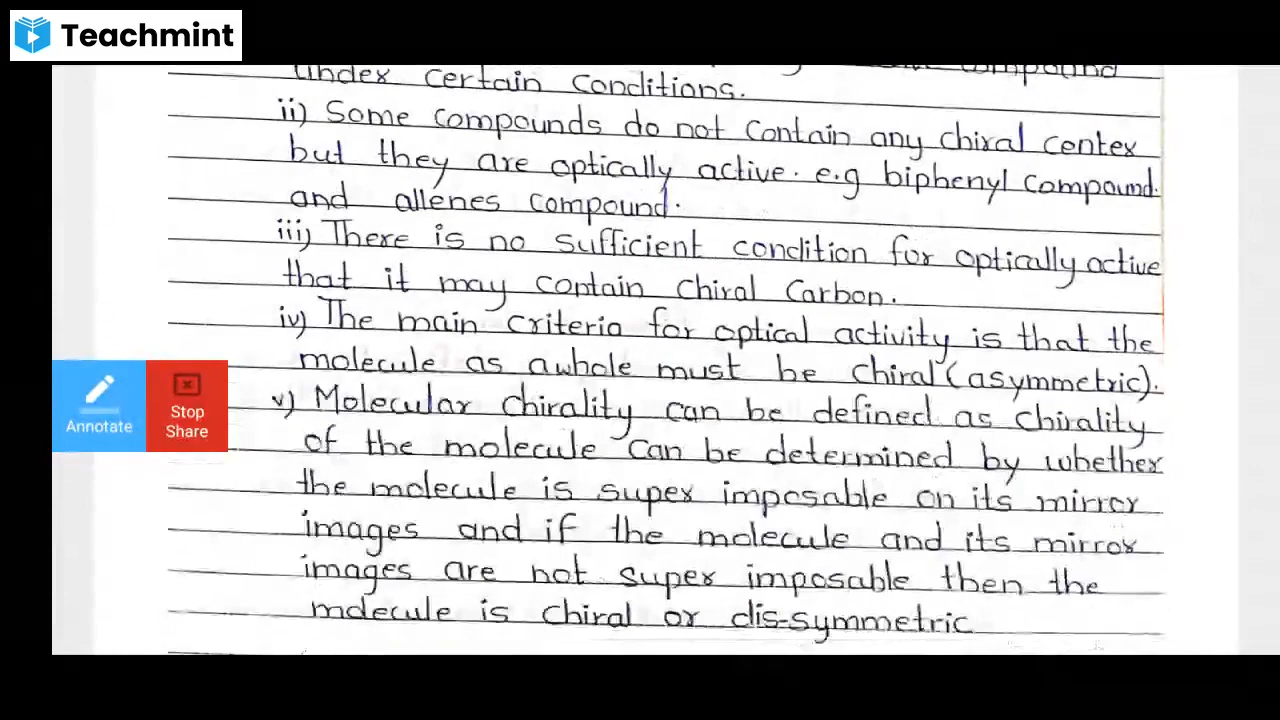 Teachmint
under certain conditions.
ii) Some compounds do not contain any chiral center
but they are optically active. e.g biphenyl compound.
and allenes compound.
iii) There is no sufficient condition for optically active
that it may contain chiral carbon.
iv) The main criteria for optical activity is that the
molecule as awhole must be chiral (asymmetric).
v) Molecular chirality can be defined as chirality
of the molecule can be determined by whether
the molecule is super imposable on its mirror
images and if the molecule and its mirror
images are not super imposable then the
molecule is chiral or dis-symmetric
Annotate
Stop
Share